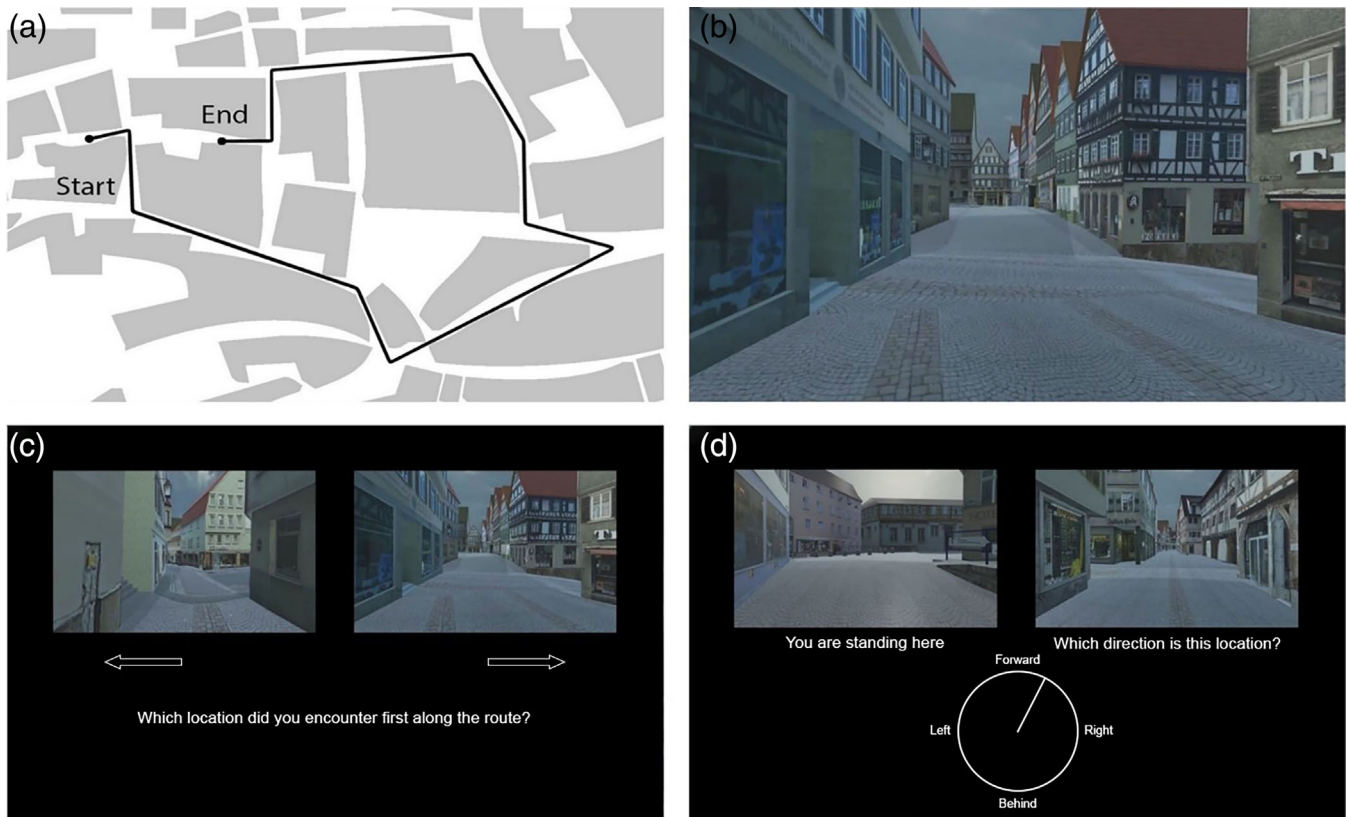 (a)
End
Start
(b)
Ti
(c)
Which location did you encounter first along the route?
(d)
You are standing here
Which direction is this location?
Forward
Left
Right
Behind